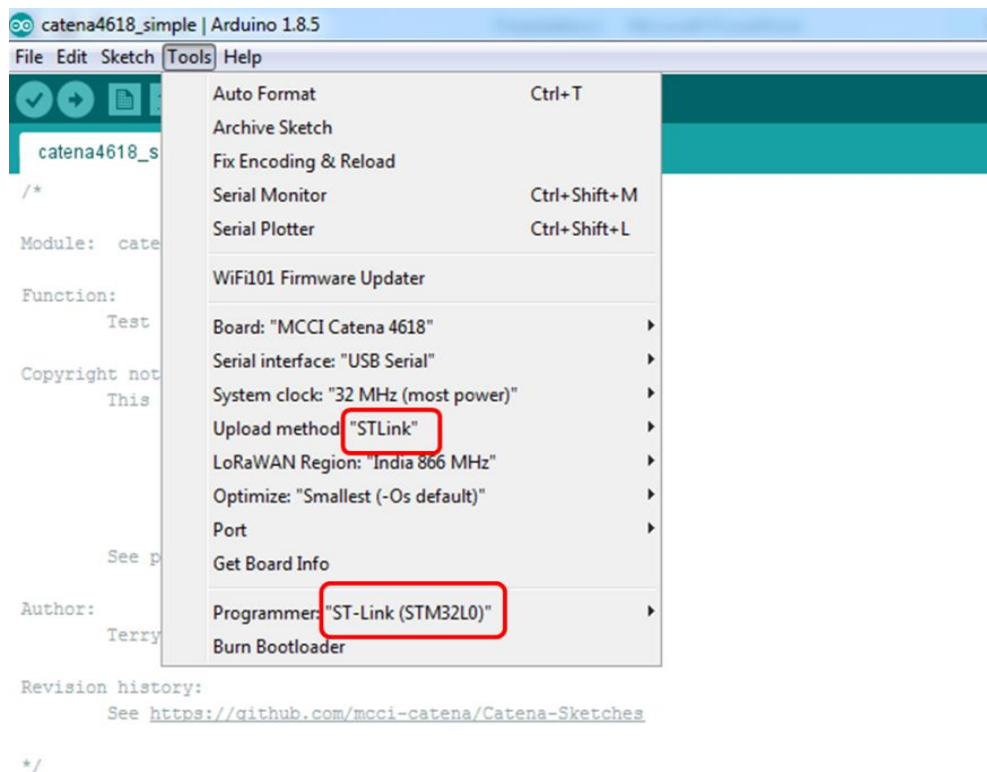 catena4618_simple | Arduino 1.8.5
File Edit Sketch Tools Help
Auto Format Ctrl+T
Archive Sketch
catena4618_s
Fix Encoding & Reload
/*
Serial Monitor Ctrl+Shift+M
Serial Plotter Ctrl+Shift+L
Module: cate
WiFi101 Firmware Updater
Function:
Test
Board: "MCCI Catena 4618"
Serial interface: "USB Serial"
Copyright not
This
System clock: "32 MHz (most power)"
Upload method: "STLink"
LoRaWAN Region: "India 866 MHz"
Optimize: "Smallest (-Os default)"
Port
See p
Get Board Info
Author:
Programmer: "ST-Link (STM32L0)"
Terry
Burn Bootloader
Revision history:
See https://github.com/mcci-catena/Catena-Sketches
*/